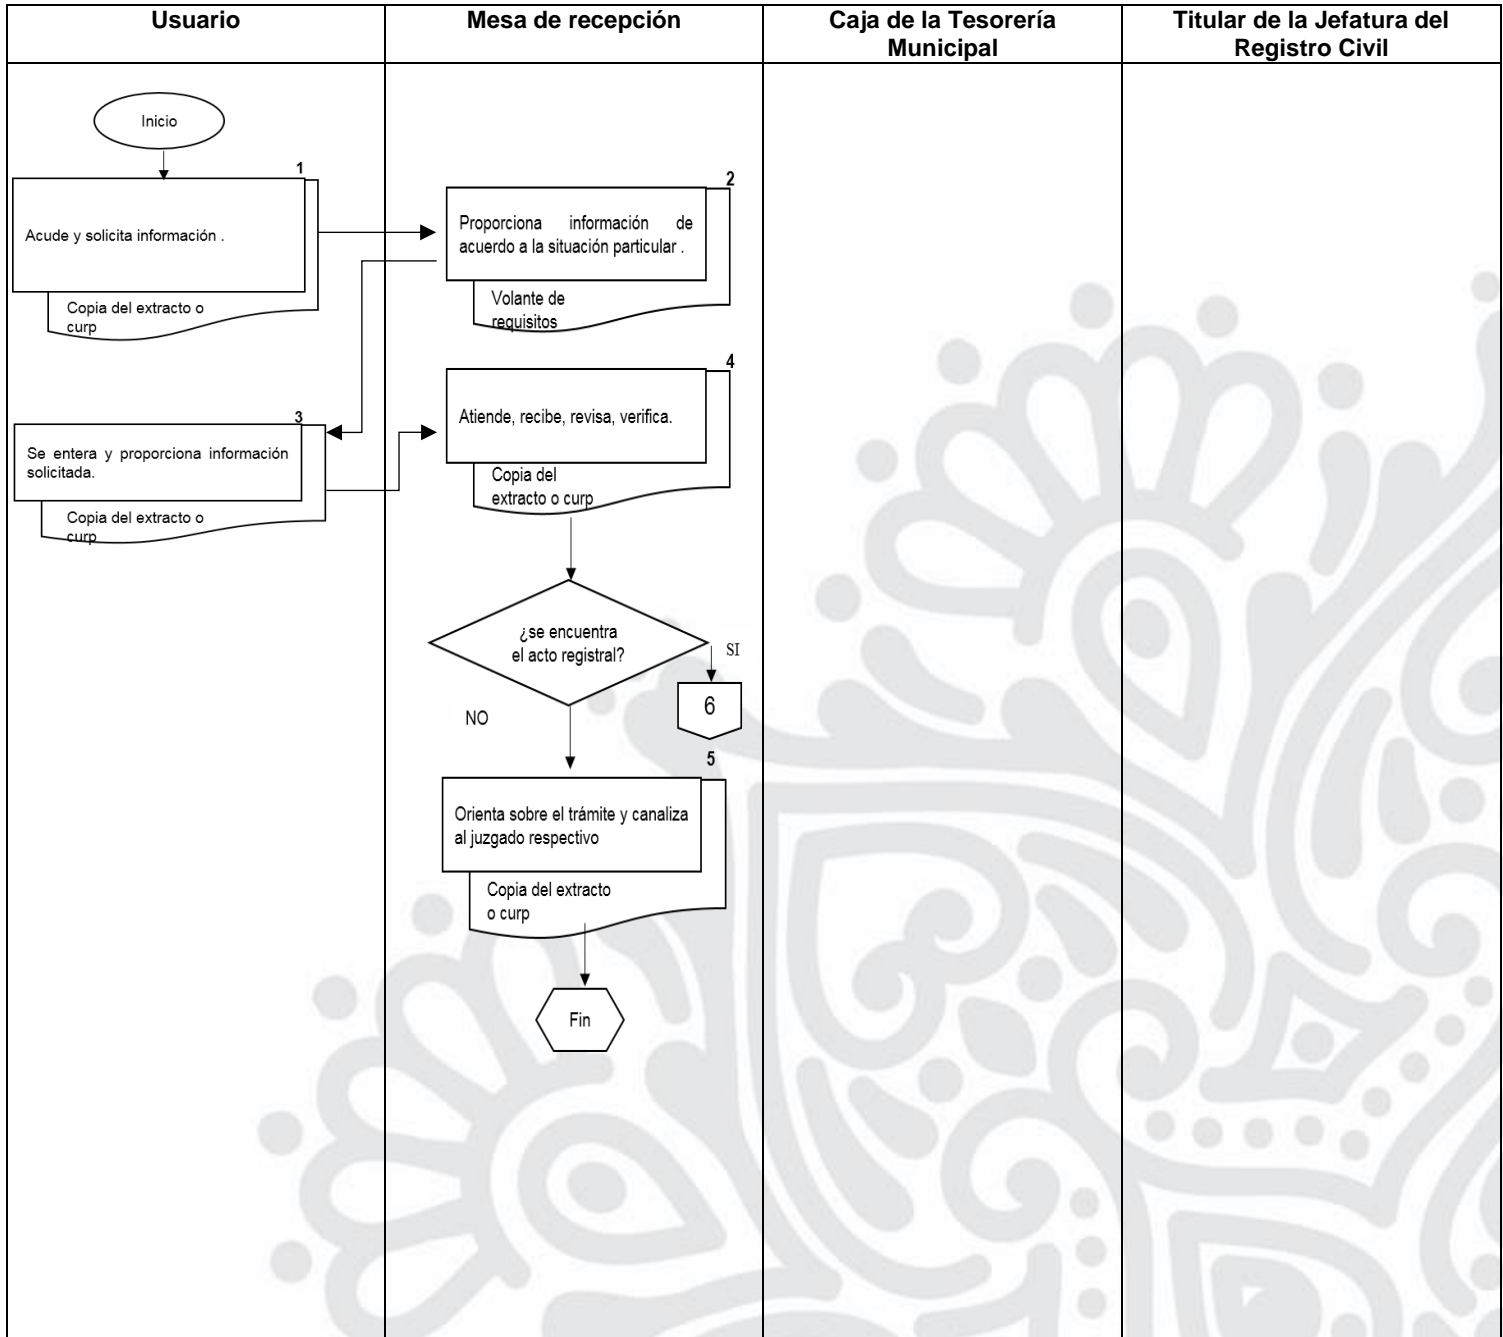 Usuario
Mesa de recepción
Caja de la Tesorería
Municipal
Titular de la Jefatura del
Registro Civil
Inicio
1
Acude y solicita información .
Copia del extracto o
curp
2
Proporciona información de
acuerdo a la situación particular .
Volante de
requisitos
3
Se entera y proporciona información
solicitada.
Copia del extracto o
curp
4
Atiende, recibe, revisa, verifica.
Copia del
extracto o curp
¿se encuentra
el acto registral?
SI
6
NO
5
Orienta sobre el trámite y canaliza
al juzgado respectivo
Copia del extracto
o curp
Fin